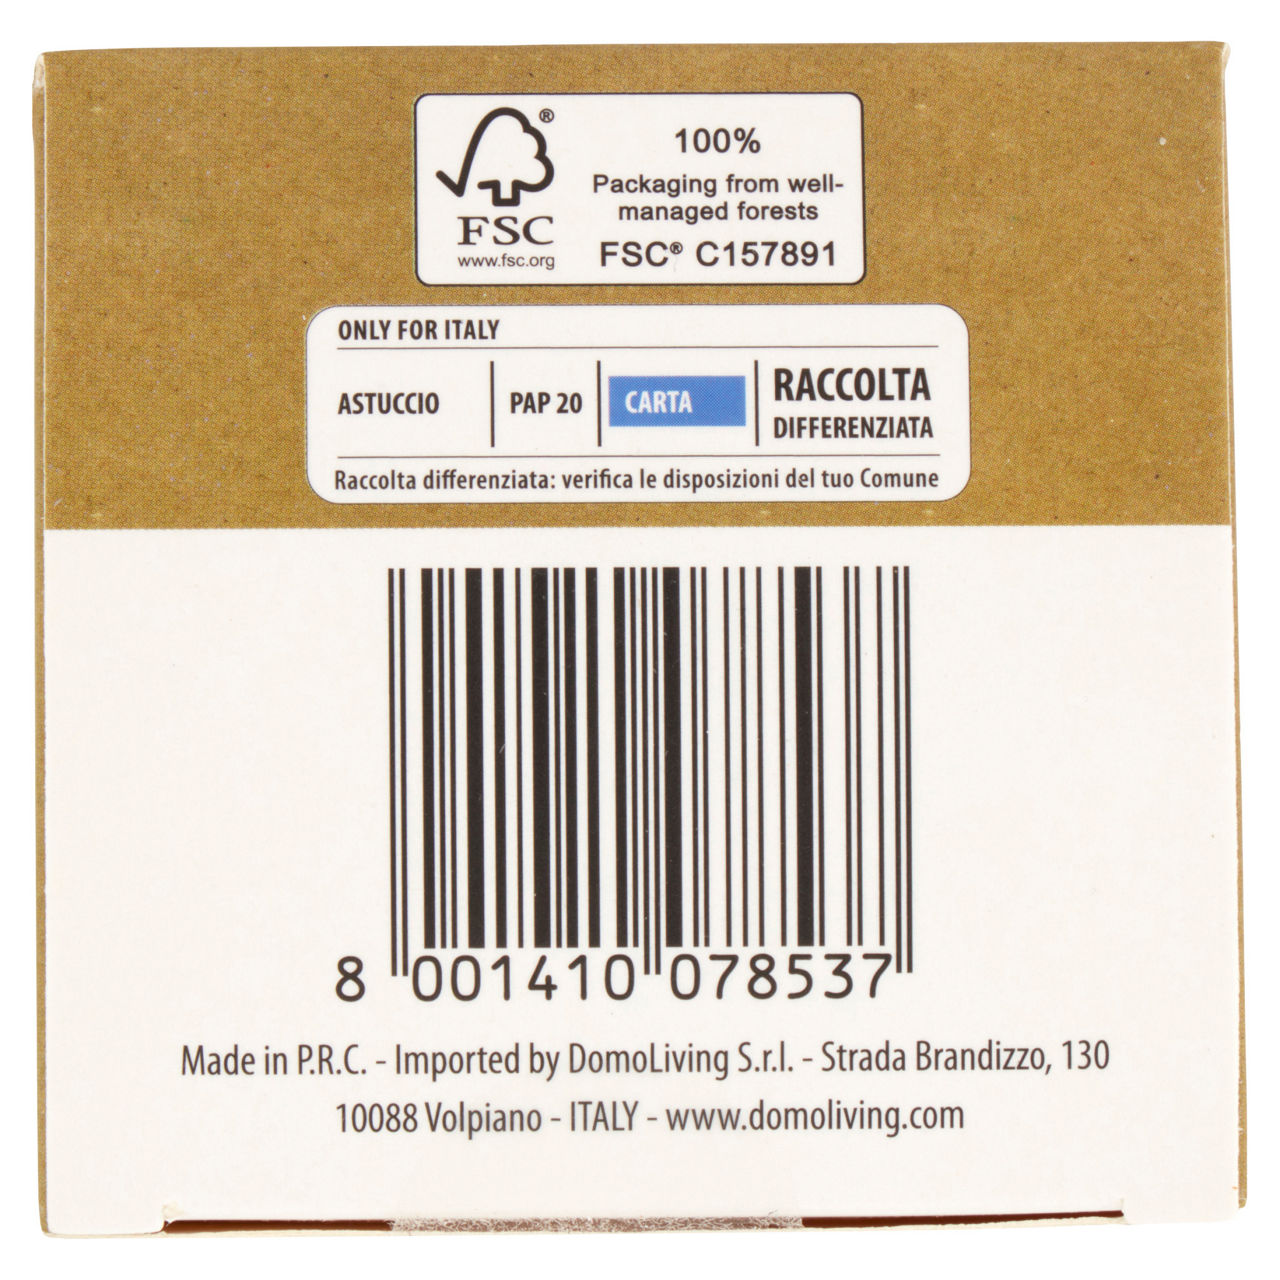 ®
FSC
www.fsc.org
100%
Packaging from well-
managed forests
FSC® C157891
ONLY FOR ITALY
ASTUCCIO
PAP 20
CARTA
RACCOLTA
DIFFERENZIATA
Raccolta differenziata: verifica le disposizioni del tuo Comune
8 001410 078537
Made in P.R.C. - Imported by DomoLiving S.r.l. - Strada Brandizzo, 130
10088 Volpiano - ITALY - www.domoliving.com